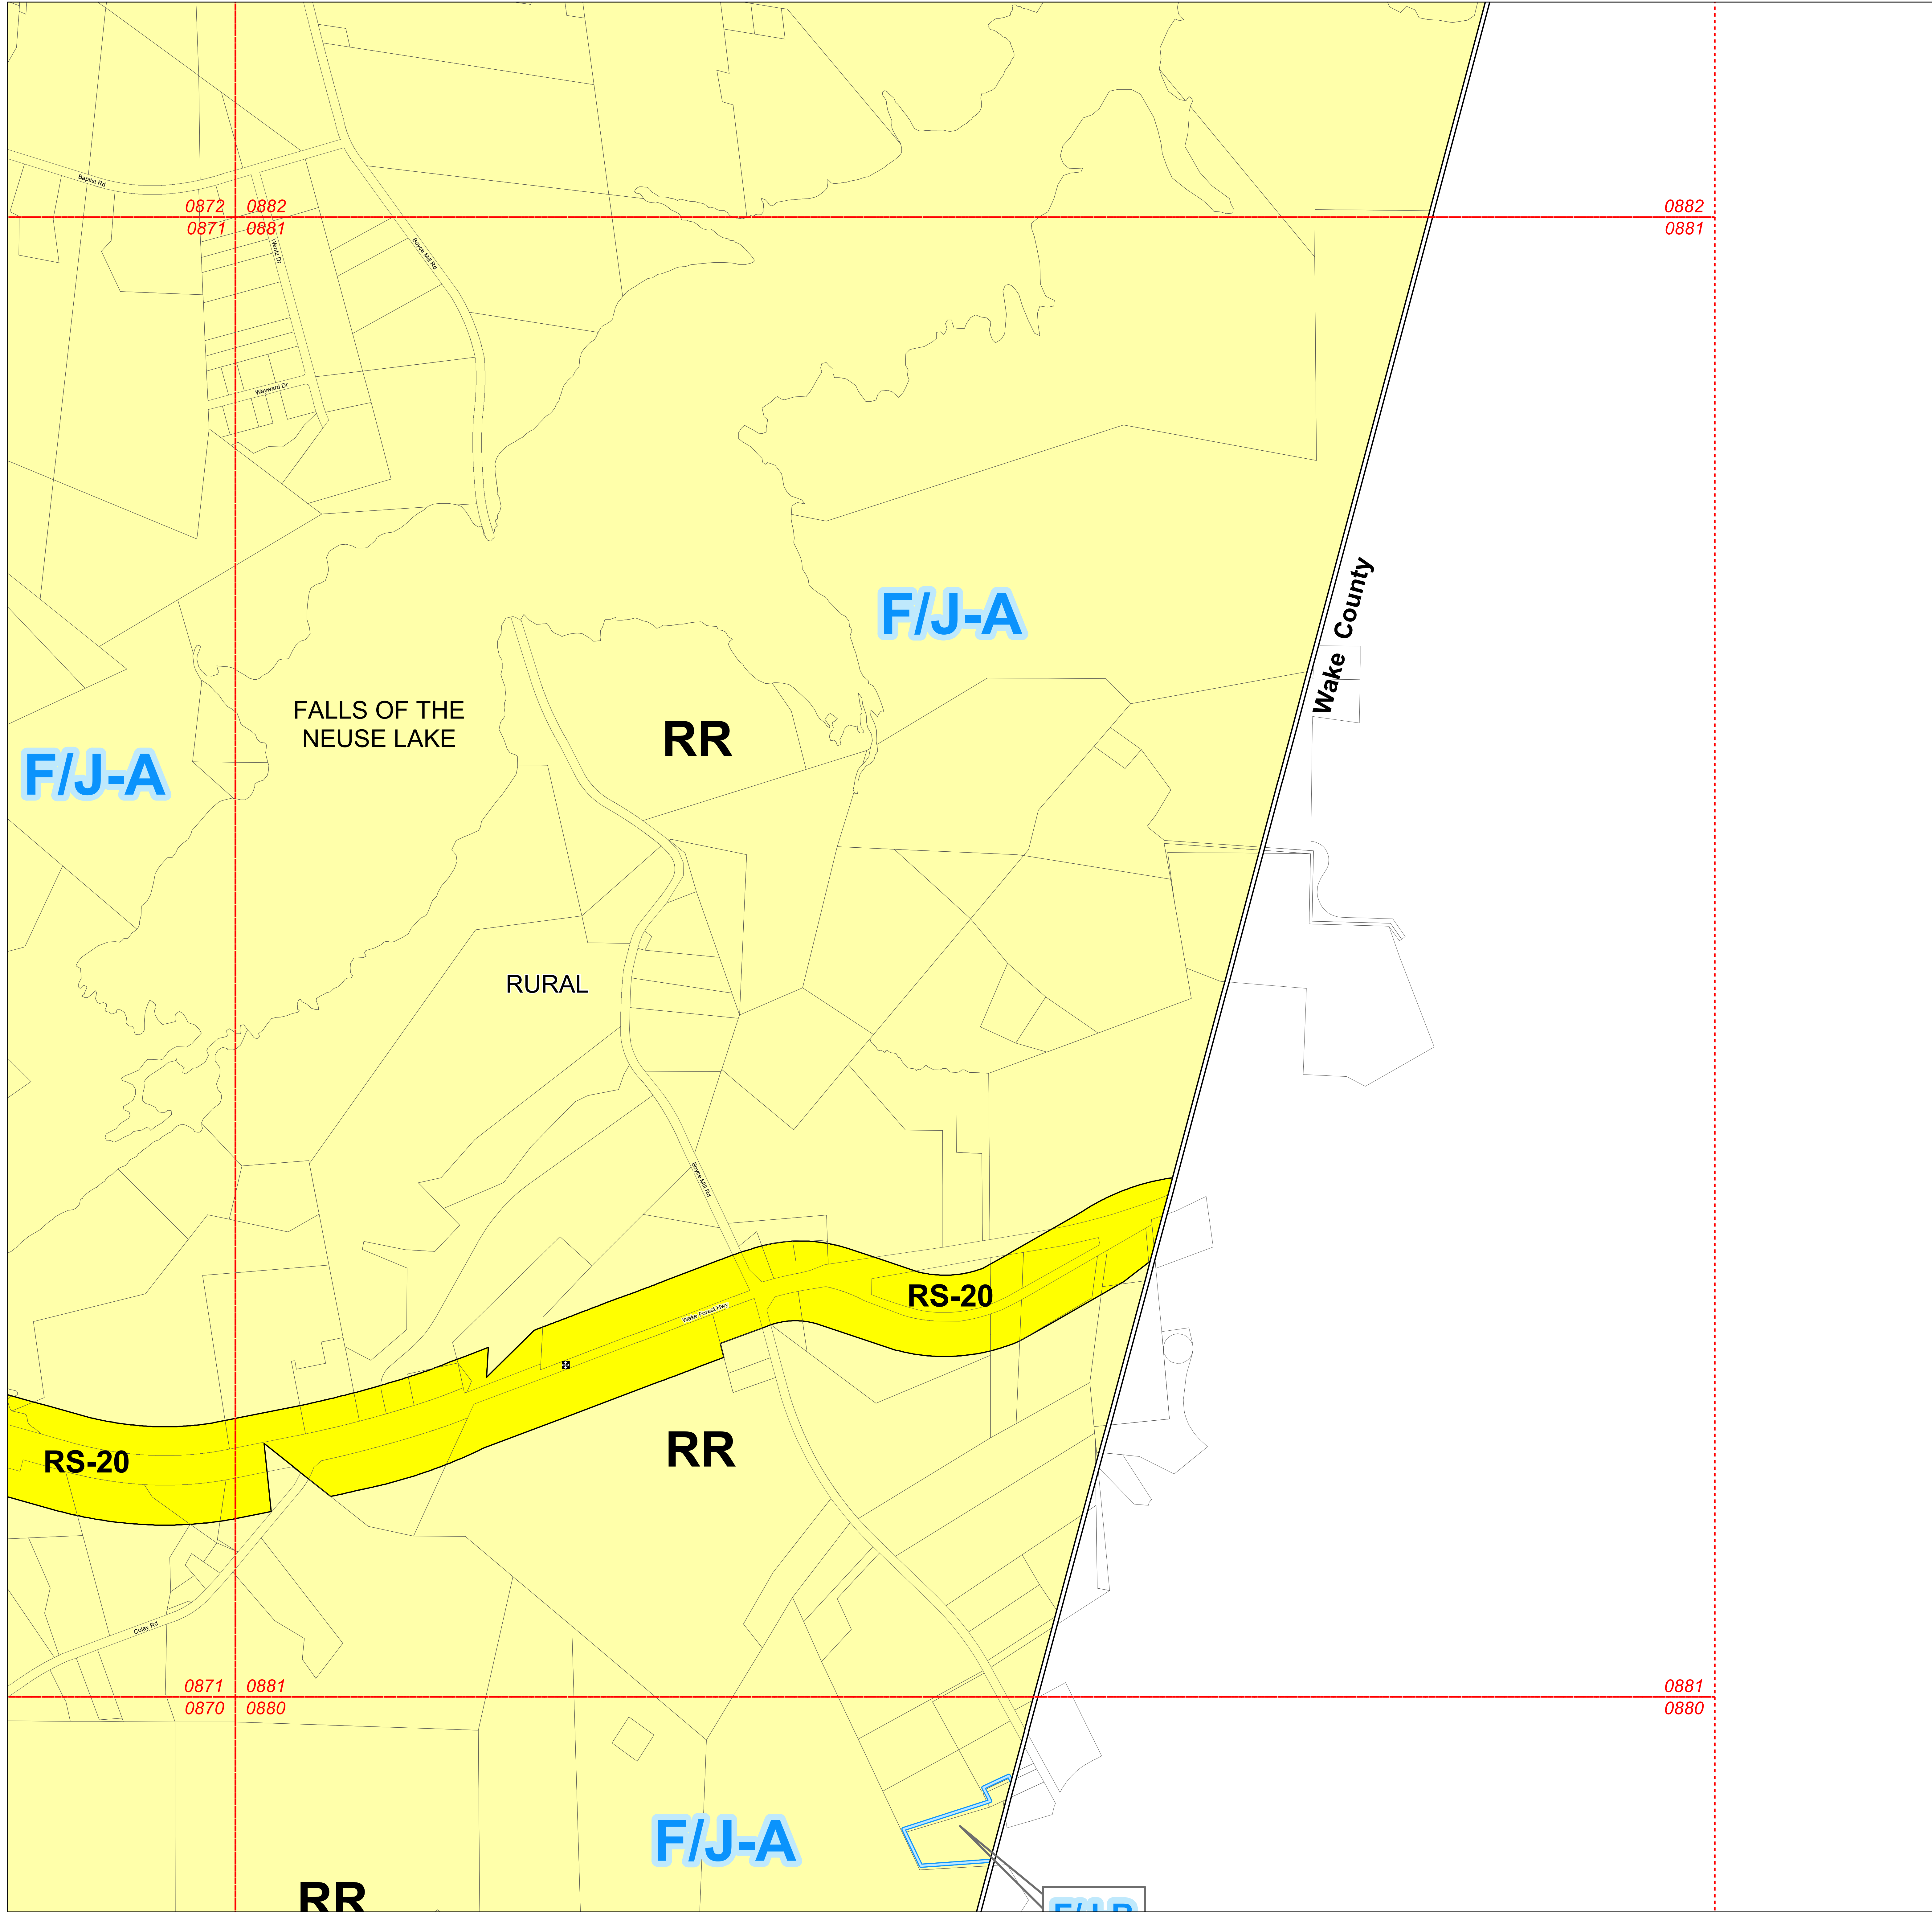 Baptist Rd
0872 0882
0871 0881
0882
0881
Wentz Dr
Boyce Mill Rd
Wayward Dr
Wake County
F/J-A
FALLS OF THE
NEUSE LAKE
RR
F/J-A
RURAL
Boyce Mill Rd
RS-20
Wake Forest Hwy
RS-20
RR
Coley Rd
0871 0881
0870 0880
0881
0880
F/J-A
RR
F/J-B